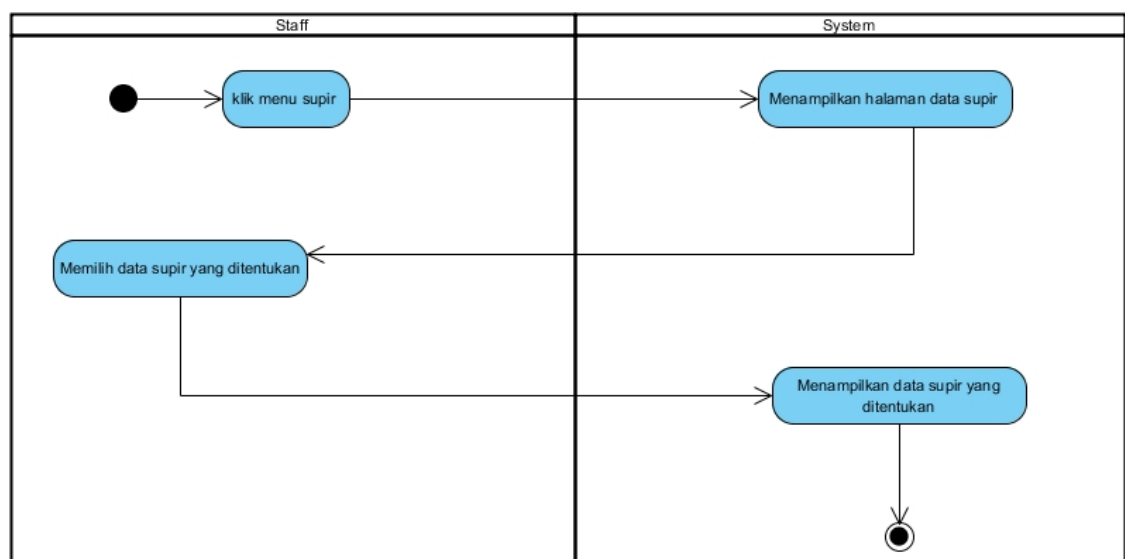 Staff
System
klik menu supir
Menampilkan halaman data supir
Memilih data supir yang ditentukan
Menampilkan data supir yang
ditentukan